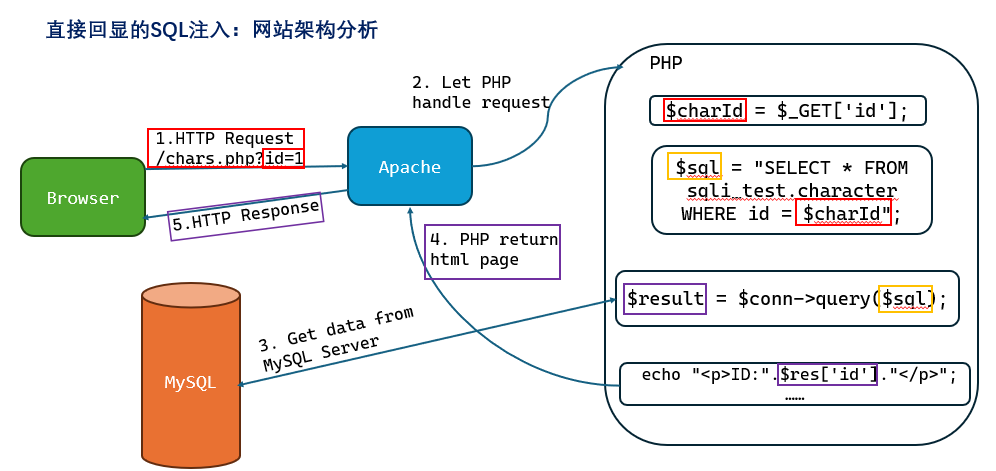 直接回显的SQL注入：网站架构分析
2. Let PHP
handle request
PHP
$charId = $_GET['id'];
1.HTTP Request
/chars.php?id=1
Apache
$sql = "SELECT * FROM
sqli_test.character
WHERE id = $charId";
Browser
5.HTTP Response
4. PHP return
html page
$result = $conn->query($sql);
3. Get data from
MySQL Server
MySQL
echo "<p>ID:".$res['id']."</p>";
……